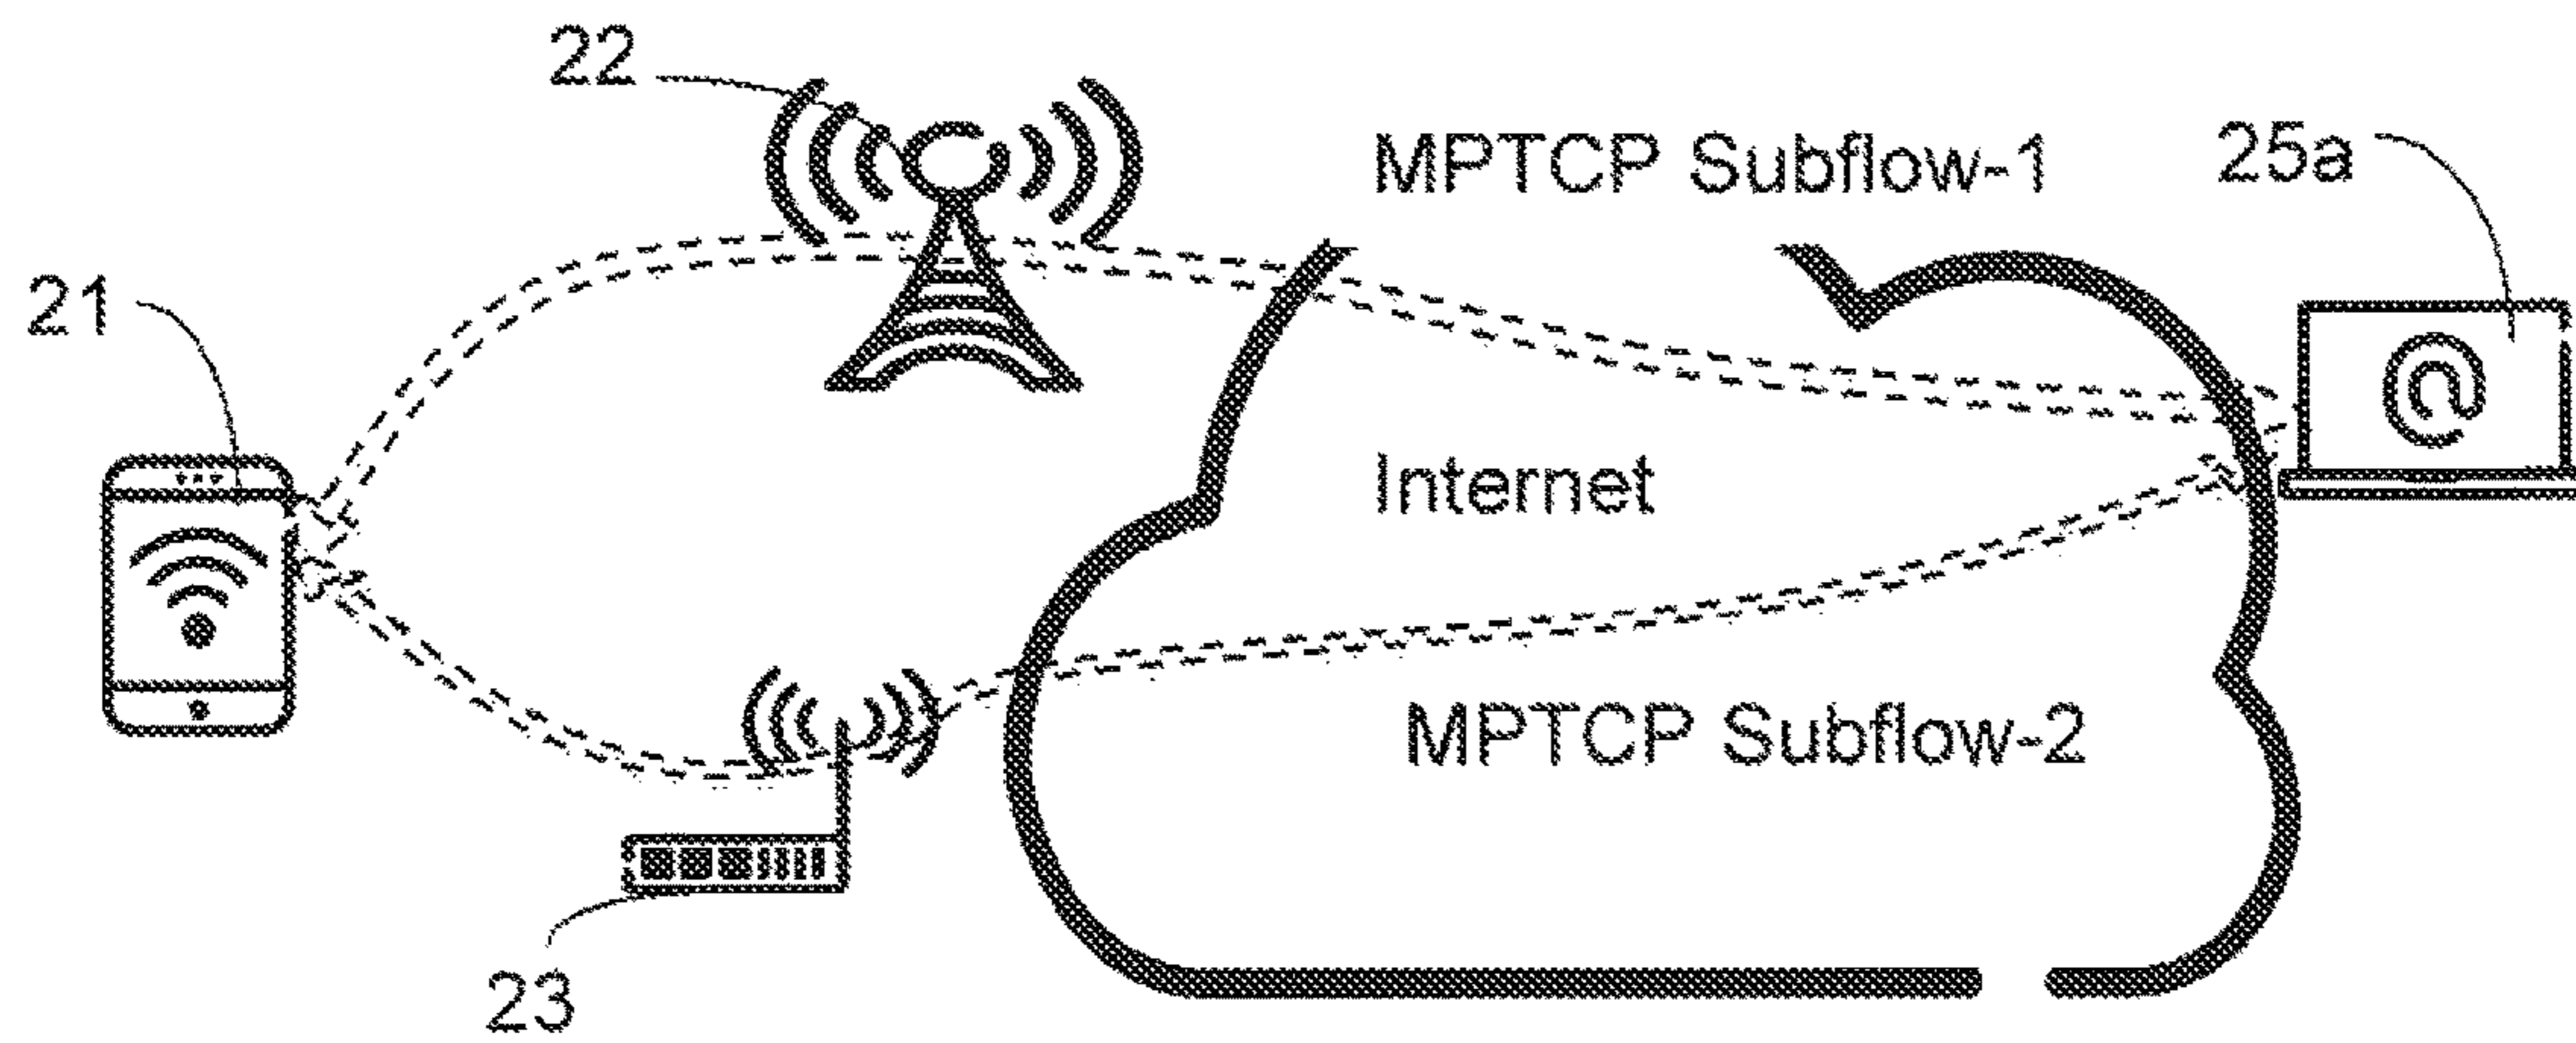 22
MPTCP Subflow-1
25a
21
@
Internet
MPTCP Subflow-2
23